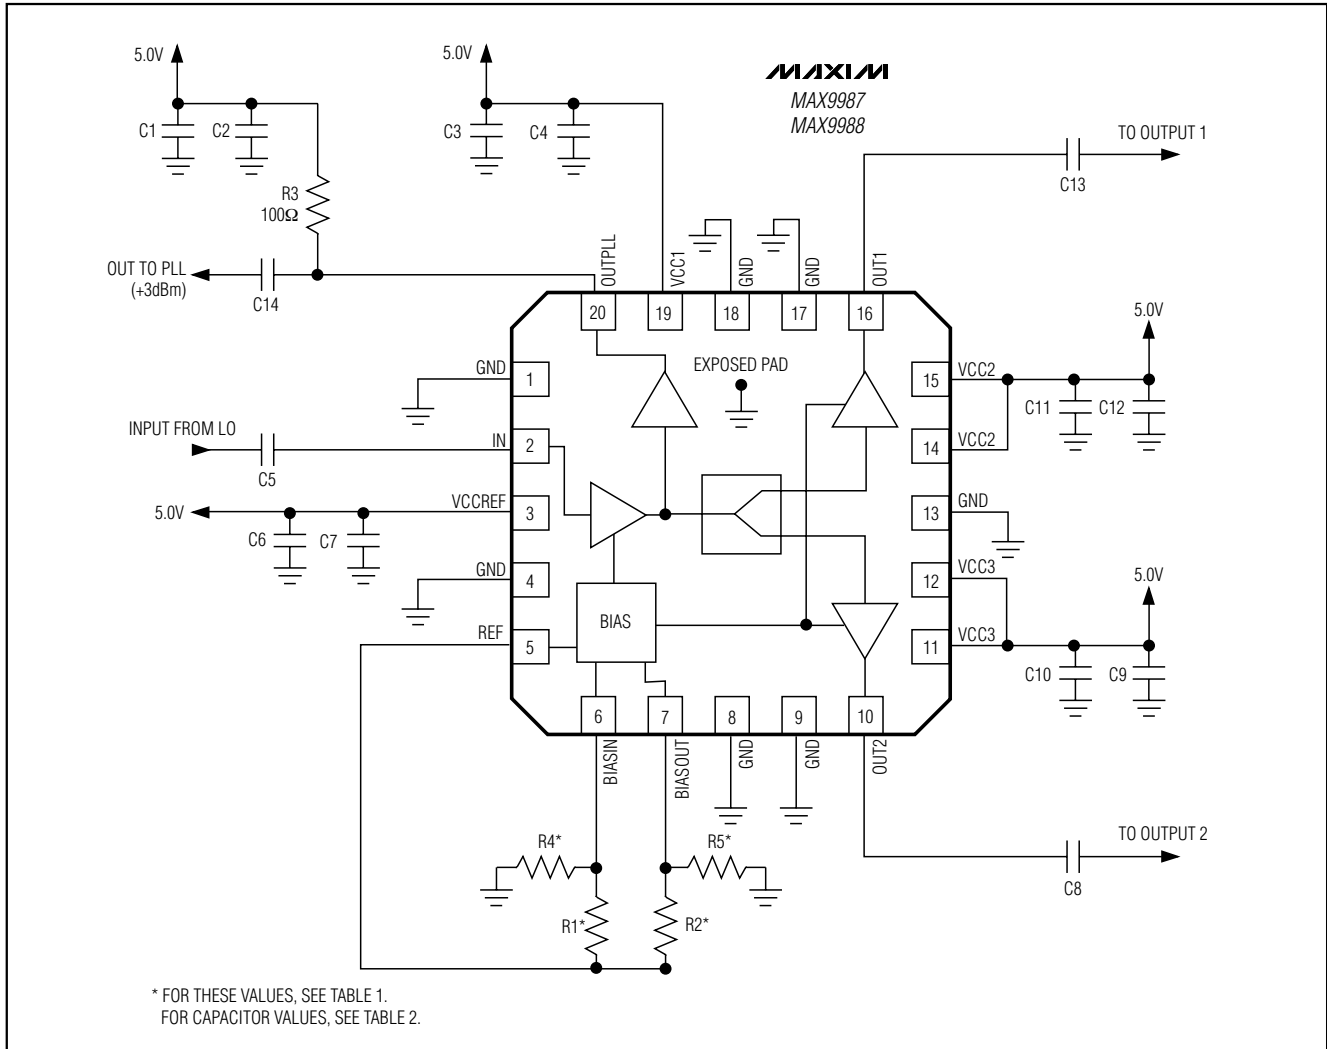 5.0V
5.0V
MAXIM
MAX9987
MAX9988
C1
C2
C3
C4
TO OUTPUT 1
C13
R3
100Ω
OUT TO PLL
(+3dBm)
C14
OUTPLL
VCC1
GND
GND
OUT1
20
19
18
17
16
5.0V
GND
1
EXPOSED PAD
15
VCC2
C11
C12
INPUT FROM LO
C5
IN
2
14
VCC2
5.0V
VCCREF
3
13
GND
C6
C7
GND
4
12
VCC3
5.0V
REF
5
BIAS
11
VCC3
C10
C9
6
7
8
9
10
BIASIN
BIASOUT
GND
GND
OUT2
R4*
R5*
TO OUTPUT 2
C8
R1*
R2*
* FOR THESE VALUES, SEE TABLE 1.
FOR CAPACITOR VALUES, SEE TABLE 2.